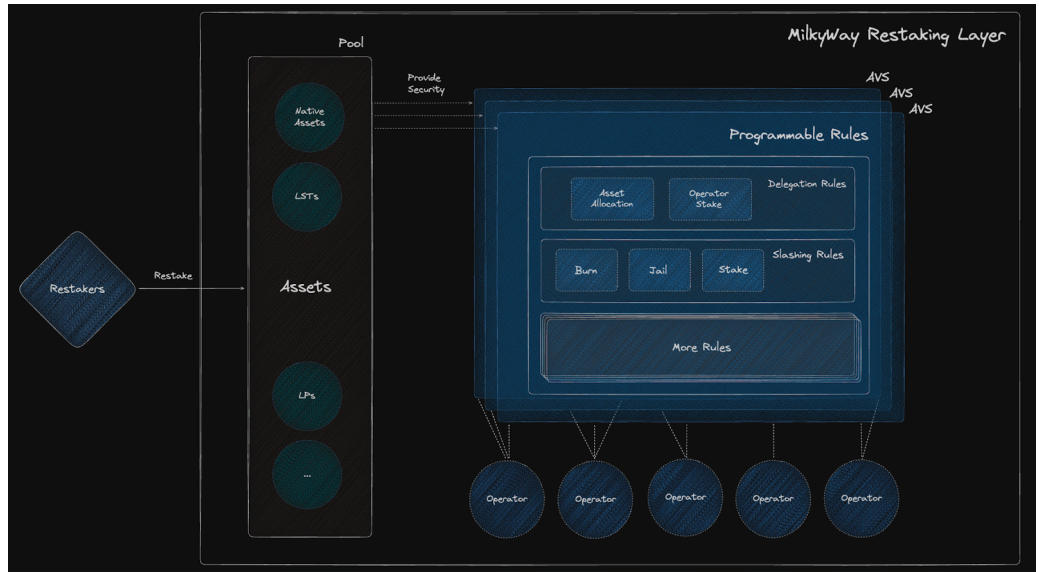 MilkyWay Restaking Layer
Pool
Native
Assets
LSTs
Assets
LPs
...
Restakers
Restake
Provide
Security
AVS
AVS
AVS
Programmable Rules
Delegation Rules
Asset
Allocation
Operator
Stake
Slashing Rules
Burn
Jail
Stake
More Rules
Operator
Operator
Operator
Operator
Operator